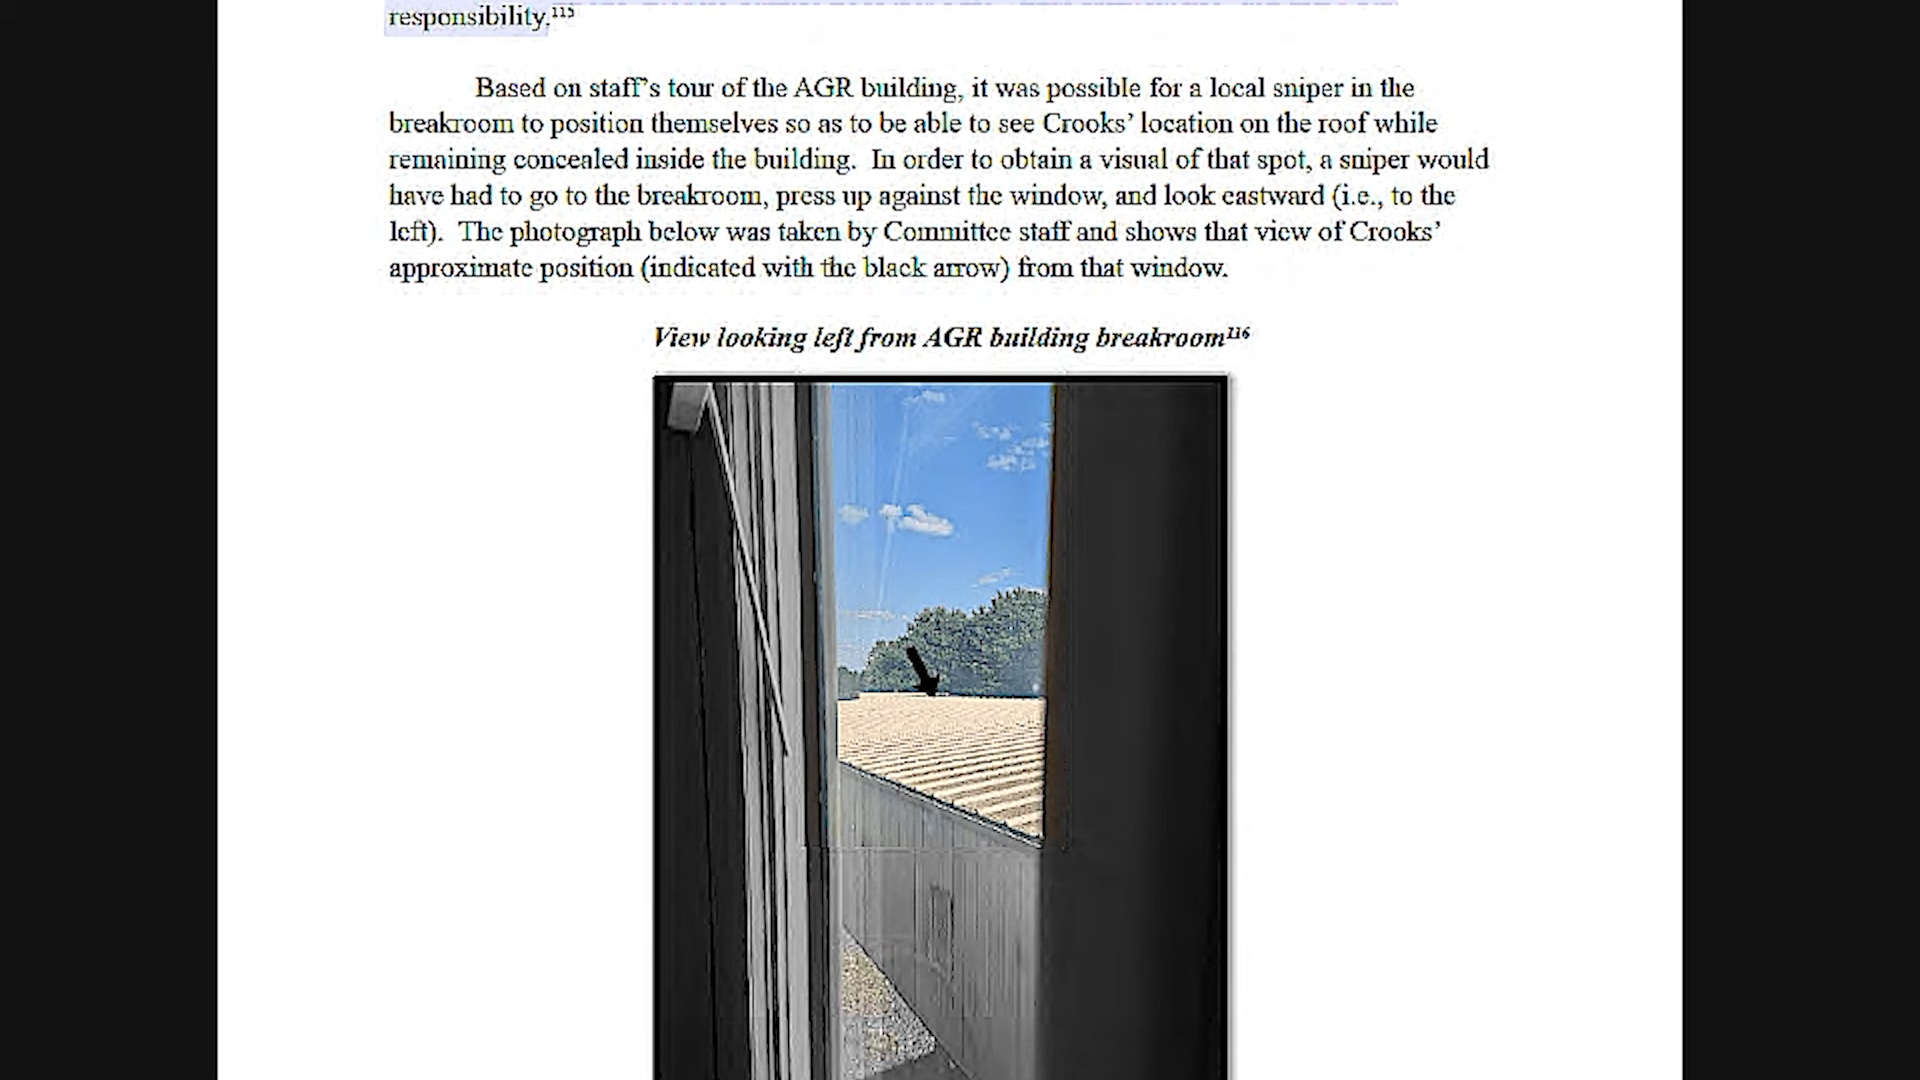 responsibility.¹¹⁵
Based on staff's tour of the AGR building, it was possible for a local sniper in the
breakroom to position themselves so as to be able to see Crooks' location on the roof while
remaining concealed inside the building.  In order to obtain a visual of that spot, a sniper would
have had to go to the breakroom, press up against the window, and look eastward (i.e., to the
left).  The photograph below was taken by Committee staff and shows that view of Crooks'
approximate position (indicated with the black arrow) from that window.
View looking left from AGR building breakroom¹¹⁶